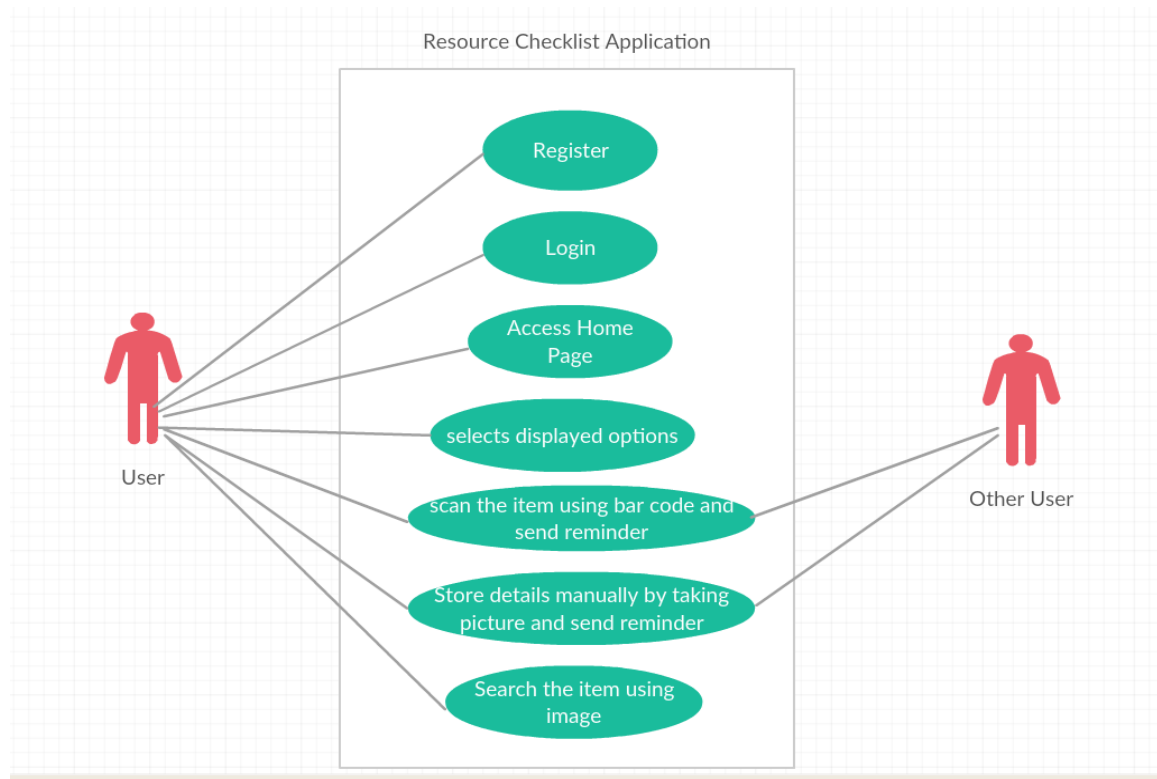 Resource Checklist Application
Register
Login
Access Home
Page
selects displayed options
scan the item using bar code and
send reminder
Store details manually by taking
picture and send reminder
Search the item using
image
User
Other User